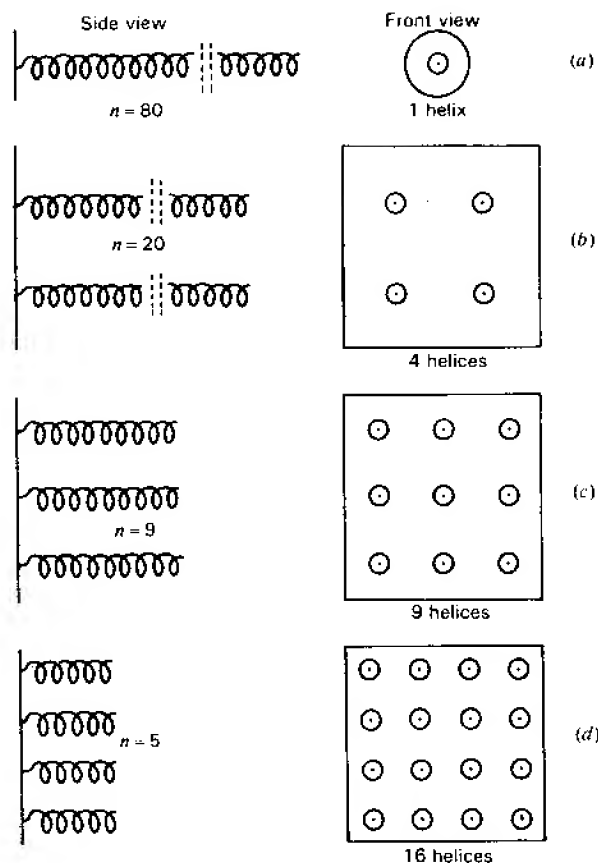 Side view
Front view
(a)
n = 80
1 helix
n = 20
(b)
4 helices
(c)
n = 9
9 helices
n = 5
(d)
16 helices